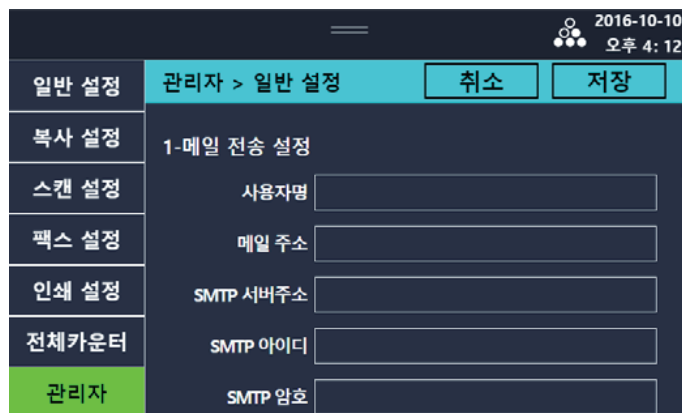 2016-10-10
오후 4: 12
일반 설정
복사 설정
스캔 설정
팩스 설정
인쇄 설정
전체카운터
관리자
관리자 > 일반 설정
취소
저장
1-메일 전송 설정
사용자명
메일 주소
SMTP 서버주소
SMTP 아이디
SMTP 암호